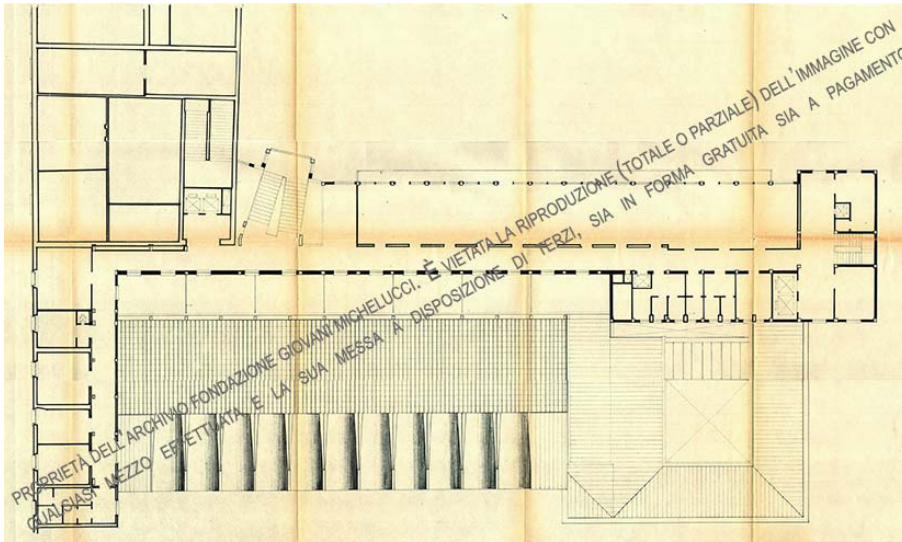 PROPRIETÀ DELL'ARCHIVIO FONDAZIONE GIOVANI MICHELUCCI. È VIETATA LA RIPRODUZIONE (TOTALE O PARZIALE) DELL'IMMAGINE CON
QUALSIASI MEZZO EFFETTUATA E LA SUA MESSA A DISPOSIZIONE DI TERZI, SIA IN FORMA GRATUITA SIA A PAGAMENTO